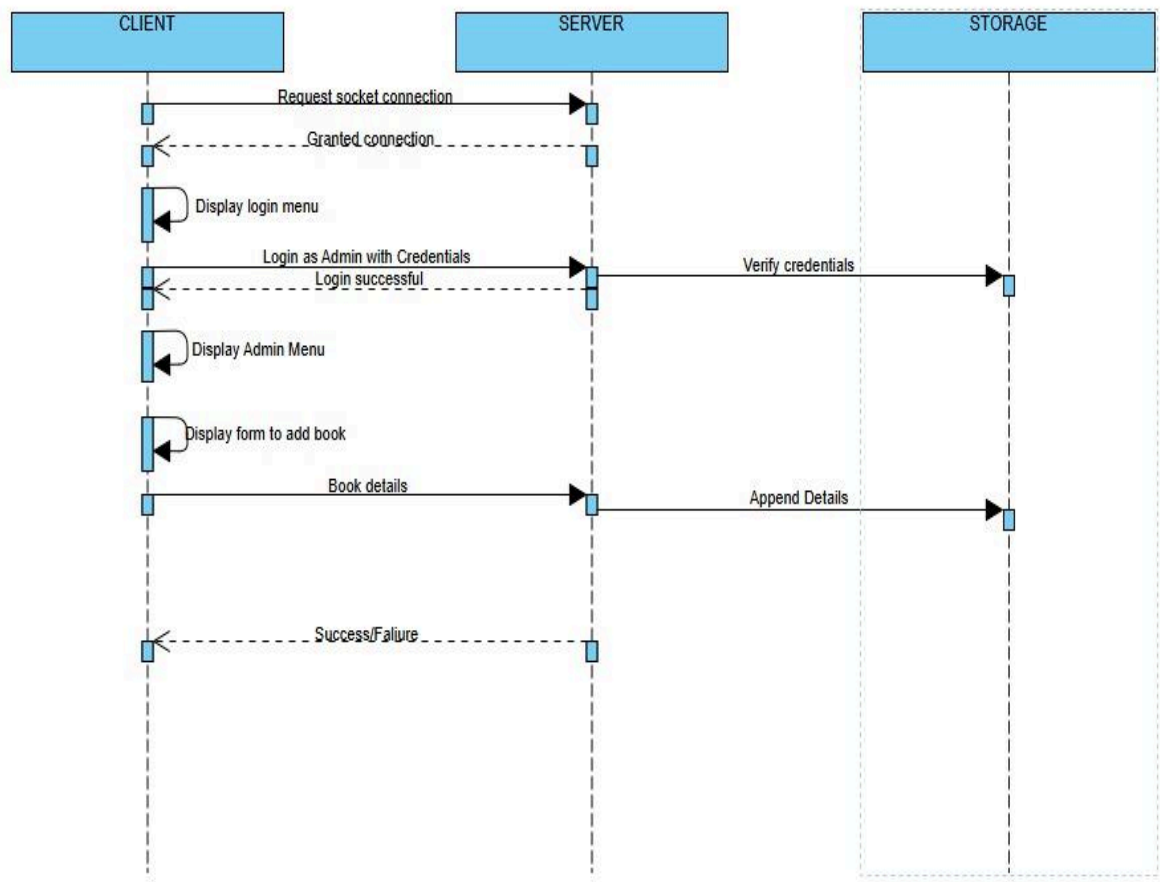 CLIENT
SERVER
STORAGE
Request socket connection
Granted connection
Display login menu
Login as Admin with Credentials
Verify credentials
Login successful
Display Admin Menu
Display form to add book
Book details
Append Details
Success/Faliure